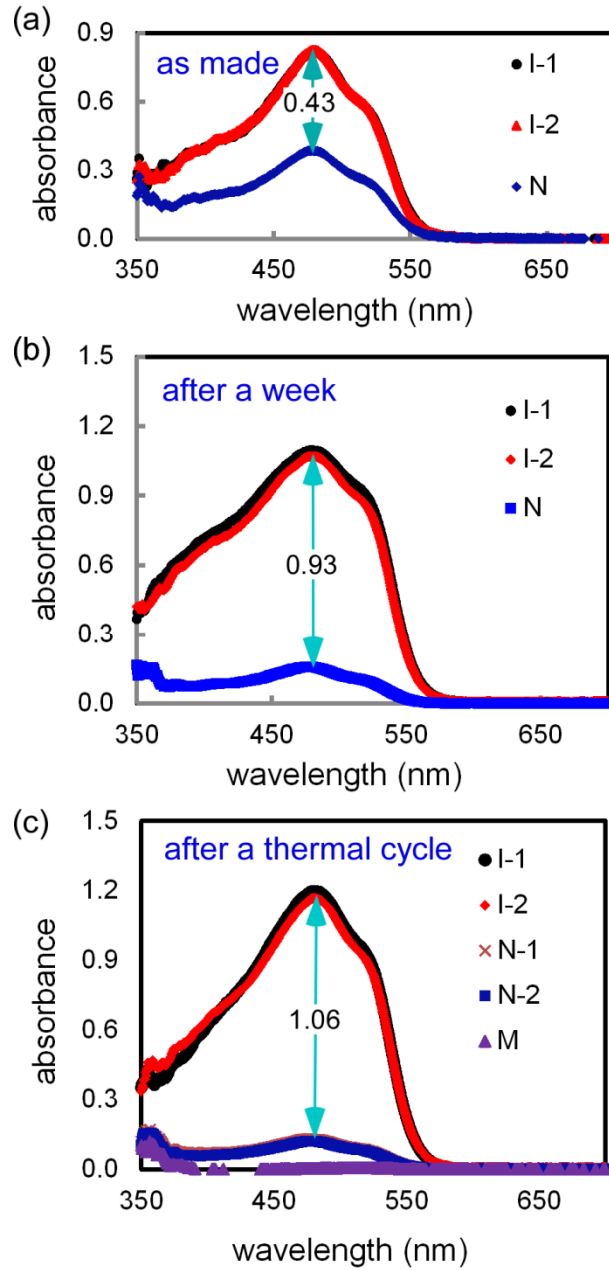 (a)
as made
0.9
0.6
0.3
0.0
absorbance
0.43
I-1
I-2
N
350
450
550
650
wavelength (nm)
(b)
after a week
1.5
1.2
0.9
0.6
0.3
0.0
absorbance
0.93
I-1
I-2
N
350
450
550
650
wavelength (nm)
(c)
after a thermal cycle
1.5
1.2
0.9
0.6
0.3
0.0
absorbance
1.06
I-1
I-2
N-1
N-2
M
350
450
550
650
wavelength (nm)